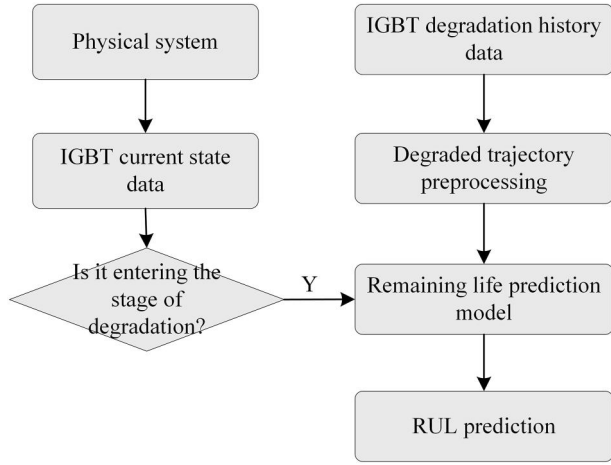 Physical system
IGBT current state
data
Is it entering the
stage of
degradation?
Y
IGBT degradation history
data
Degraded trajectory
preprocessing
Remaining life prediction
model
RUL prediction